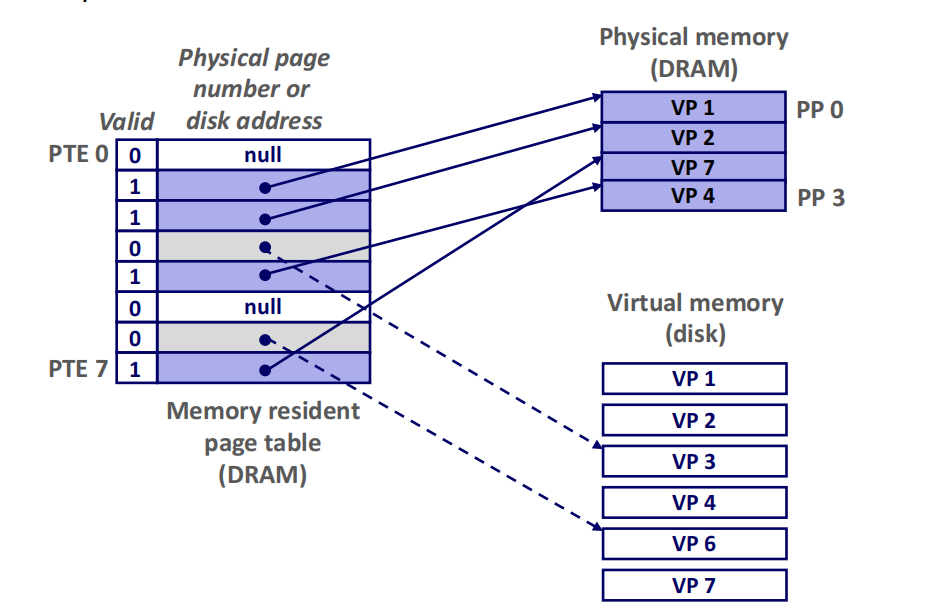 Physical page
number or
disk address
Valid
PTE 0
0
null
1
1
0
1
0
null
0
PTE 7
1
Memory resident
page table
(DRAM)
Physical memory
(DRAM)
VP 1
PP 0
VP 2
VP 7
VP 4
PP 3
Virtual memory
(disk)
VP 1
VP 2
VP 3
VP 4
VP 6
VP 7